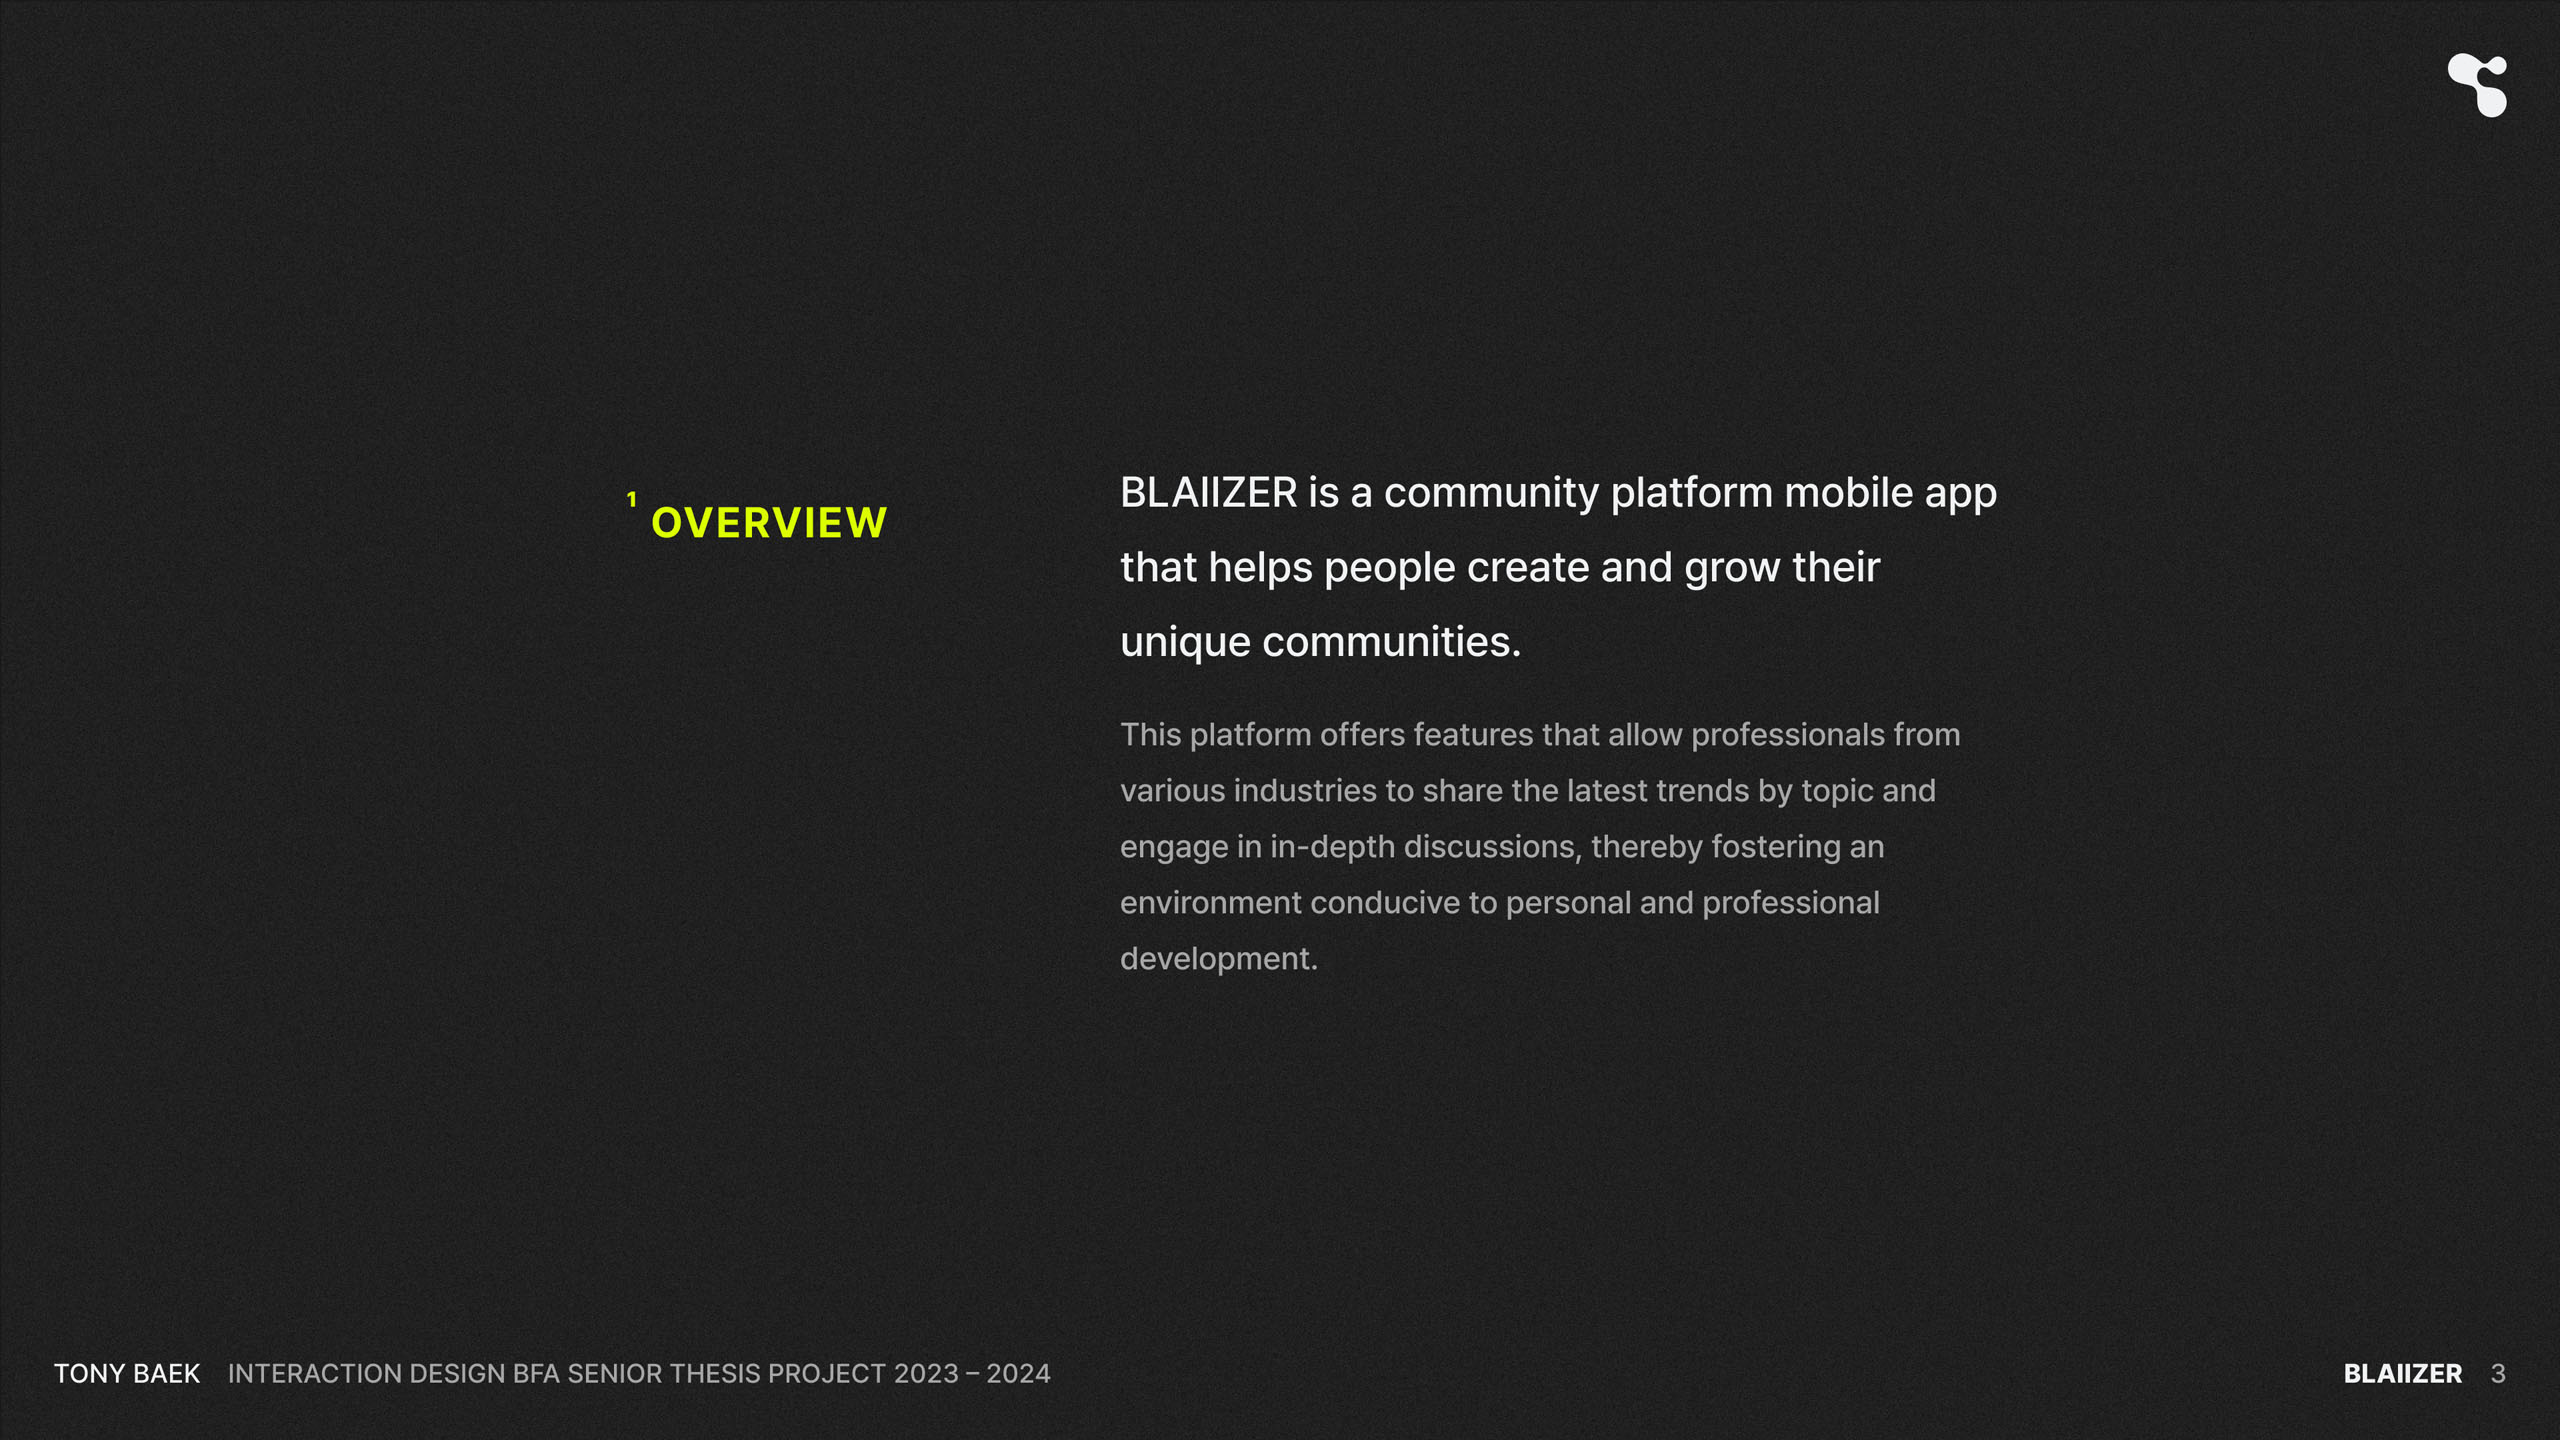 1 OVERVIEW
BLAIIZER is a community platform mobile app
that helps people create and grow their
unique communities.
This platform offers features that allow professionals from
various industries to share the latest trends by topic and
engage in in-depth discussions, thereby fostering an
environment conducive to personal and professional
development.
TONY BAEK INTERACTION DESIGN BFA SENIOR THESIS PROJECT 2023 – 2024
BLAIIZER 3